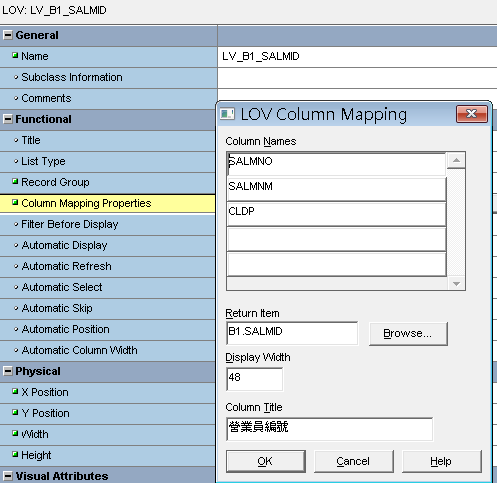 LOV: LV_B1_SALMID
General
Name LV_B1_SALMID
Subclass Information
Comments
Functional
Title
List Type
Record Group
Column Mapping Properties
Filter Before Display
Automatic Display
Automatic Refresh
Automatic Select
Automatic Skip
Automatic Position
Automatic Column Width
Physical
X Position
Y Position
Width
Height
Visual Attributes
LOV Column Mapping
Column Names
SALMNO
SALMNM
CLDP
Return Item
B1.SALMID
Browse...
Display Width
48
Column Title
營業員編號
OK Cancel Help